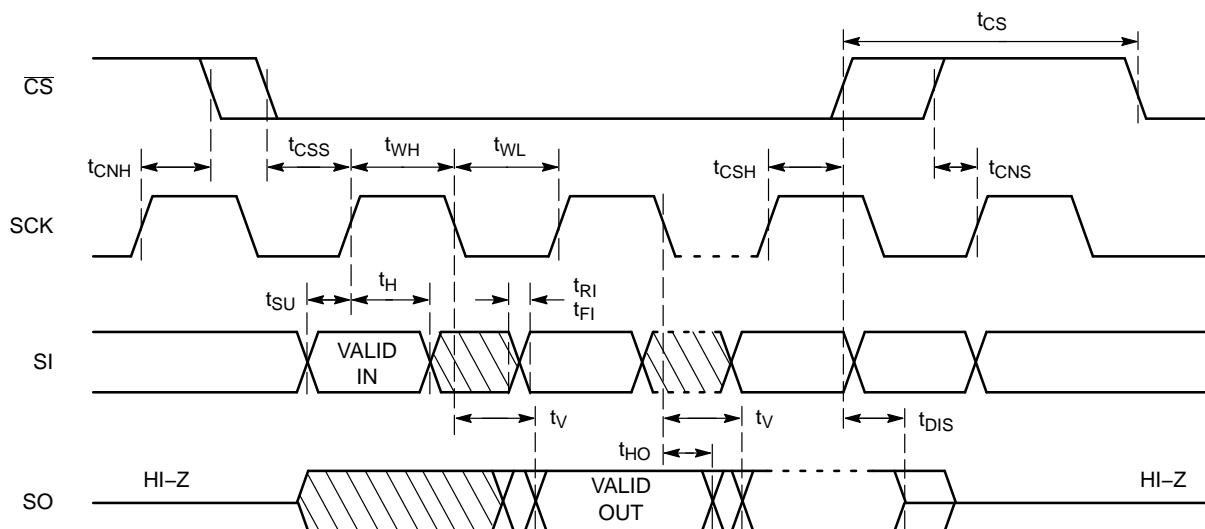 tCS
CS
tCNH
tCSS
tWH
tWL
tCSH
tCNS
SCK
tSU
tH
tRI
tFI
SI
VALID
IN
tV
tV
tDIS
tHO
HI–Z
VALID
OUT
HI–Z
SO